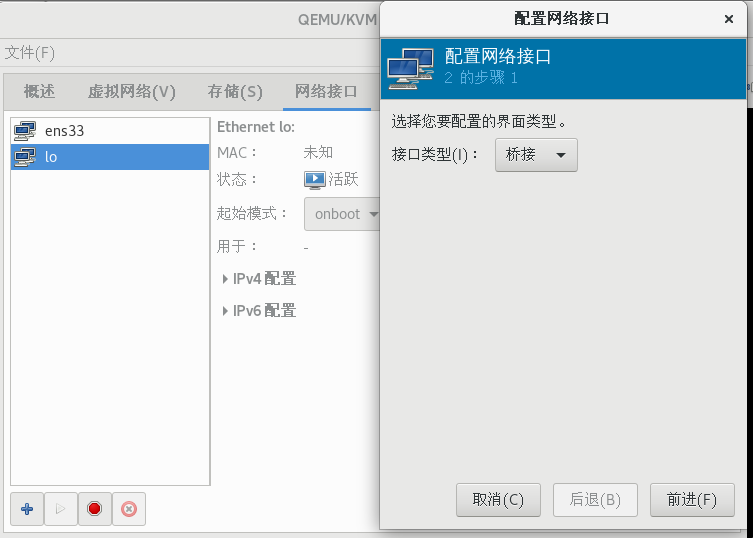 QEMU/KVM
文件(F)
概述 虚拟网络(V) 存储(S) 网络接口
ens33
lo
Ethernet lo:
MAC： 未知
状态： 活跃
起始模式： onboot
用于： -
IPv4 配置
IPv6 配置
配置网络接口
配置网络接口
2 的步骤 1
选择您要配置的界面类型。
接口类型(I)： 桥接
取消(C) 后退(B) 前进(F)